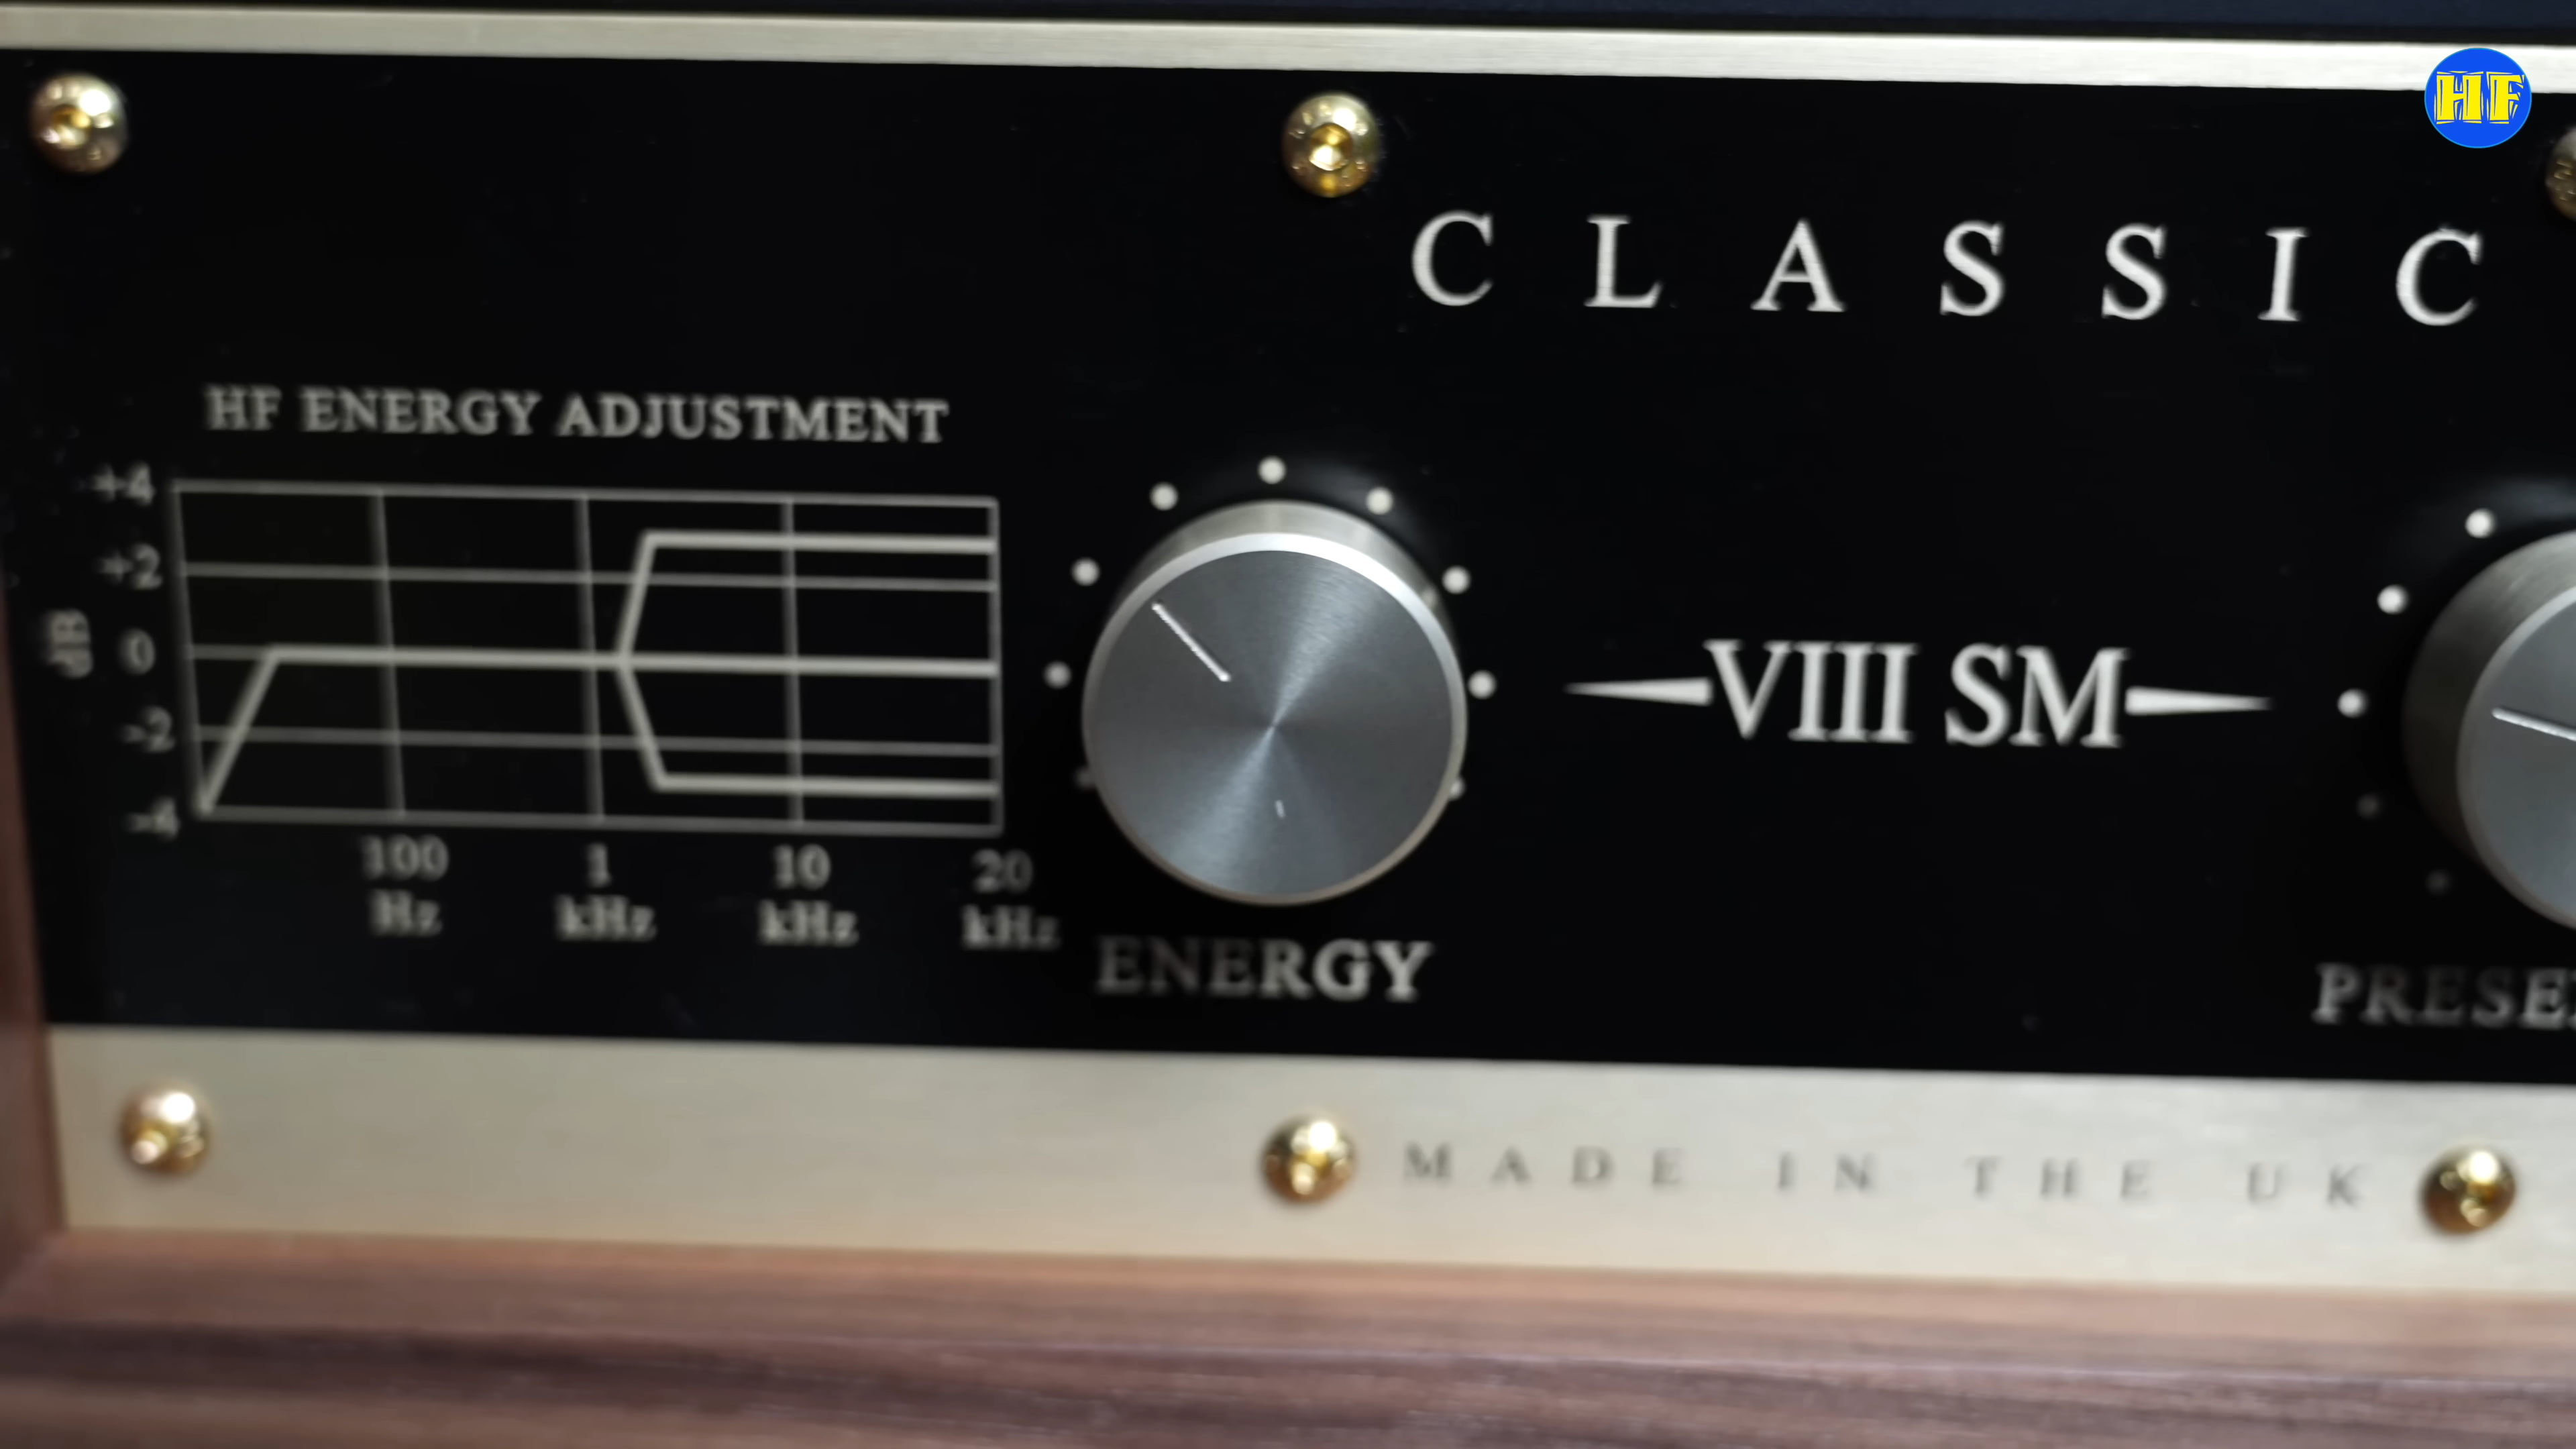 HF
CLASSIC
HF ENERGY ADJUSTMENT
+4
+2
0
-2
-4
dB
100 Hz
1 kHz
10 kHz
20 kHz
ENERGY
VIII SM
MADE IN THE UK